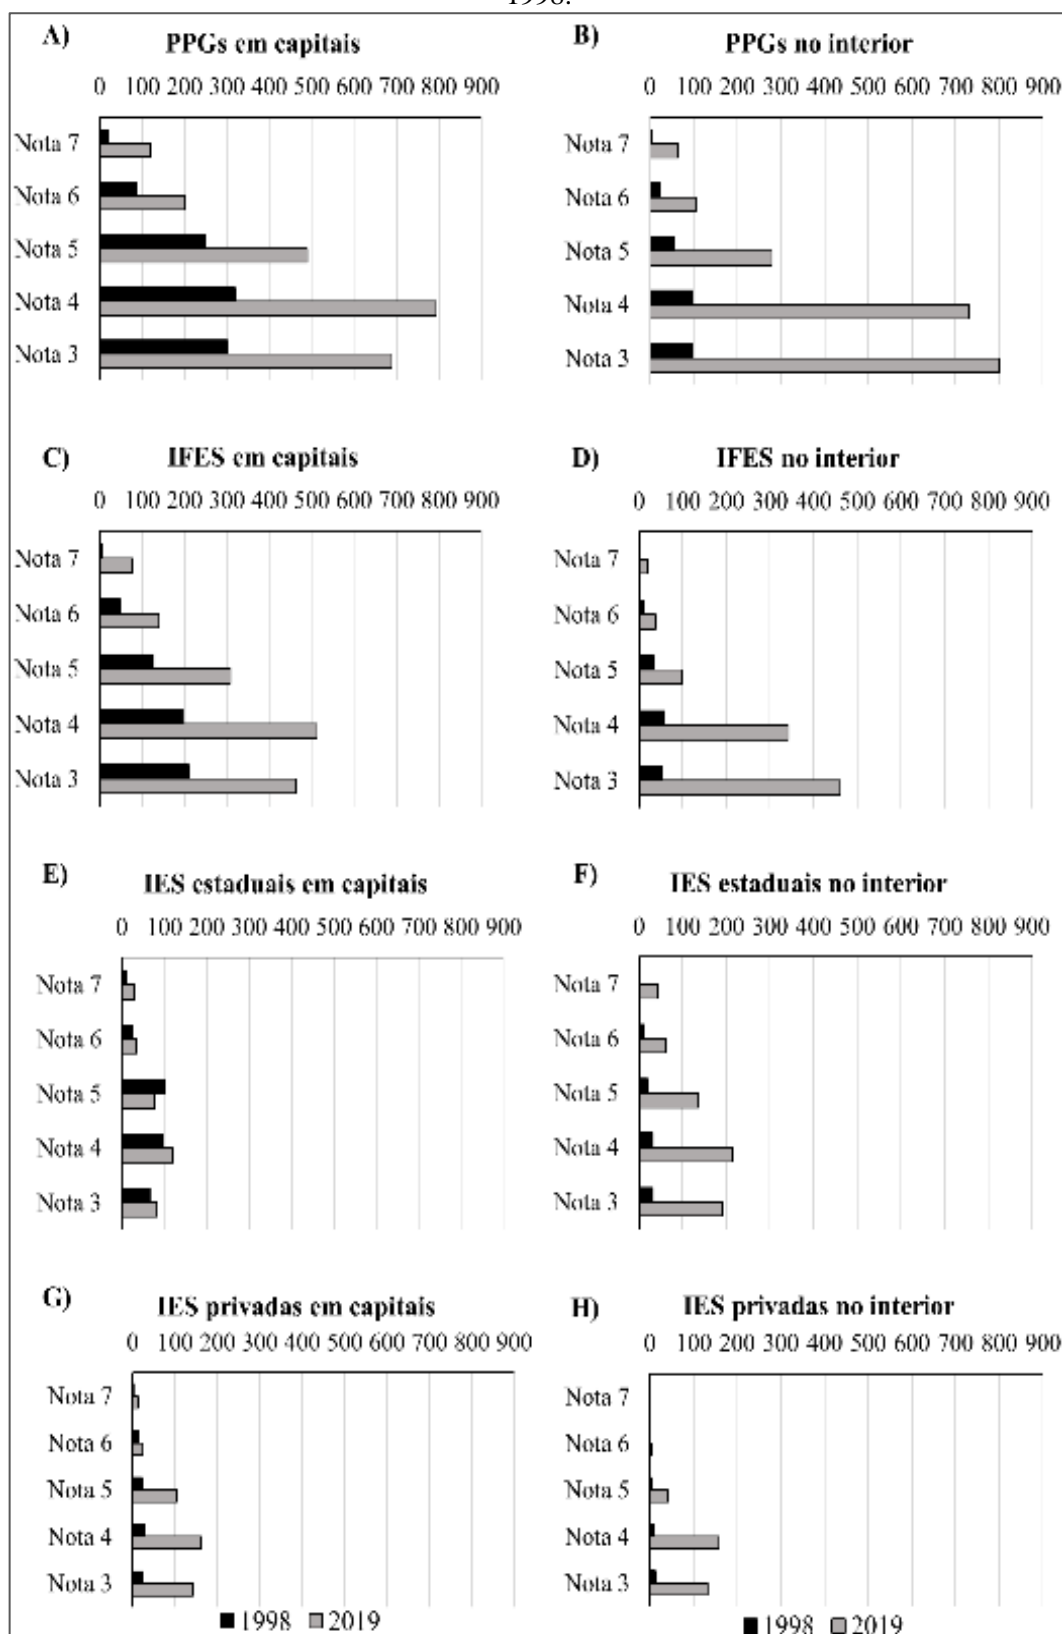 1998.
A) PPGs em capitais
0 100 200 300 400 500 600 700 800 900
Nota 7
Nota 6
Nota 5
Nota 4
Nota 3
B) PPGs no interior
0 100 200 300 400 500 600 700 800 900
Nota 7
Nota 6
Nota 5
Nota 4
Nota 3
C) IFES em capitais
0 100 200 300 400 500 600 700 800 900
Nota 7
Nota 6
Nota 5
Nota 4
Nota 3
D) IFES no interior
0 100 200 300 400 500 600 700 800 900
Nota 7
Nota 6
Nota 5
Nota 4
Nota 3
E) IES estaduais em capitais
0 100 200 300 400 500 600 700 800 900
Nota 7
Nota 6
Nota 5
Nota 4
Nota 3
F) IES estaduais no interior
0 100 200 300 400 500 600 700 800 900
Nota 7
Nota 6
Nota 5
Nota 4
Nota 3
G) IES privadas em capitais
0 100 200 300 400 500 600 700 800 900
Nota 7
Nota 6
Nota 5
Nota 4
Nota 3
1998 2019
H) IES privadas no interior
0 100 200 300 400 500 600 700 800 900
Nota 7
Nota 6
Nota 5
Nota 4
Nota 3
1998 2019